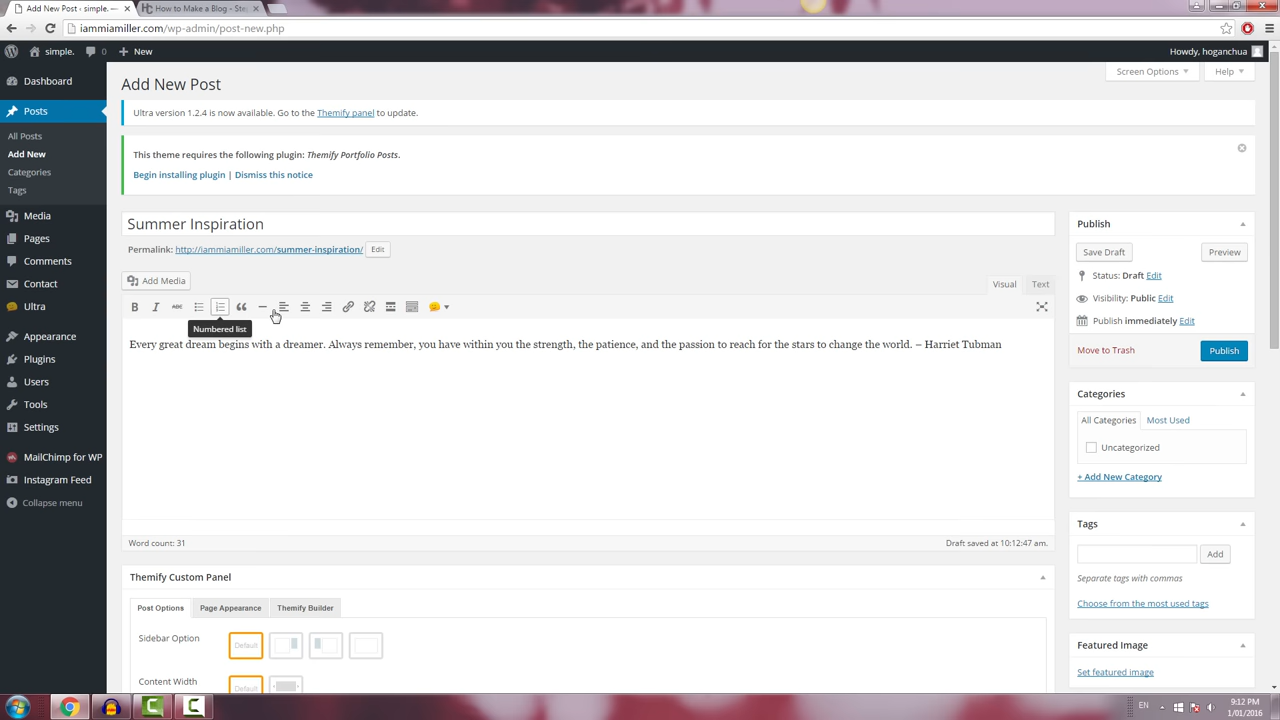 Add New Post ‹ simple. —
How to Make a Blog - Ste
iammiamiller.com/wp-admin/post-new.php
simple.
0
New
Howdy, hoganchua
Dashboard
Posts
All Posts
Add New
Categories
Tags
Media
Pages
Comments
Contact
Ultra
Appearance
Plugins
Users
Tools
Settings
MailChimp for WP
Instagram Feed
Collapse menu
Add New Post
Screen Options
Help
Ultra version 1.2.4 is now available. Go to the Themify panel to update.
This theme requires the following plugin: Themify Portfolio Posts.
Begin installing plugin | Dismiss this notice
Summer Inspiration
Permalink: http://iammiamiller.com/summer-inspiration/ Edit
Add Media
Visual
Text
B I ABC
Numbered list
Every great dream begins with a dreamer. Always remember, you have within you the strength, the patience, and the passion to reach for the stars to change the world. – Harriet Tubman
Word count: 31
Draft saved at 10:12:47 am.
Themify Custom Panel
Post Options
Page Appearance
Themify Builder
Sidebar Option
Default
Content Width
Default
Publish
Save Draft
Preview
Status: Draft Edit
Visibility: Public Edit
Publish immediately Edit
Move to Trash
Publish
Categories
All Categories
Most Used
Uncategorized
+ Add New Category
Tags
Add
Separate tags with commas
Choose from the most used tags
Featured Image
Set featured image
EN
9:12 PM
1/01/2016